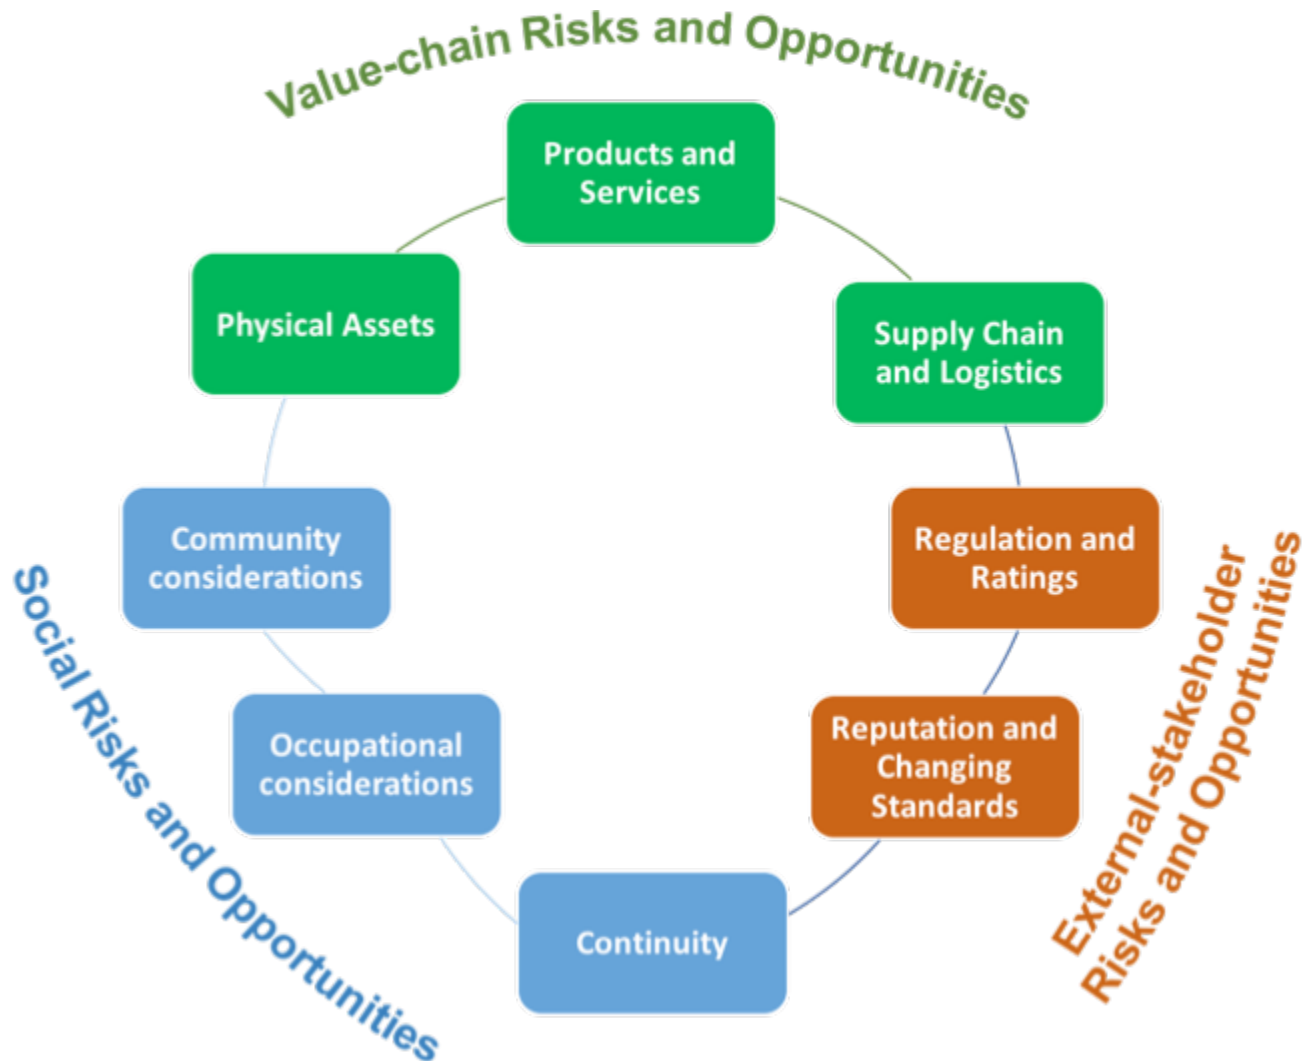 Value-chain Risks and Opportunities
Products and
Services
Physical Assets
Supply Chain
and Logistics
Community
considerations
Regulation and
Ratings
Occupational
considerations
Reputation and
Changing
Standards
Continuity
Social Risks and Opportunities
External-stakeholder
Risks and Opportunities